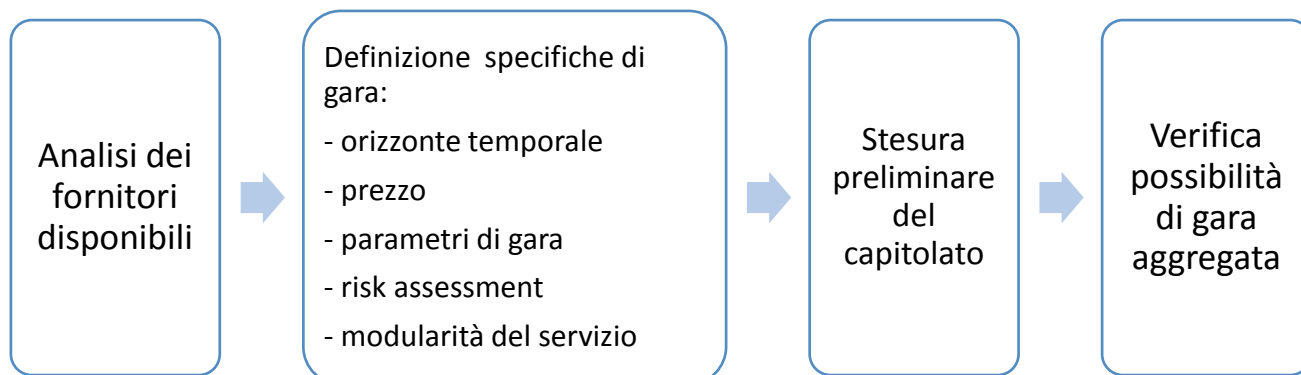 Analisi dei
fornitori
disponibili
Definizione specifiche di
gara:
- orizzonte temporale
- prezzo
- parametri di gara
- risk assessment
- modularità del servizio
Stesura
preliminare
del
capitolato
Verifica
possibilità
di gara
aggregata